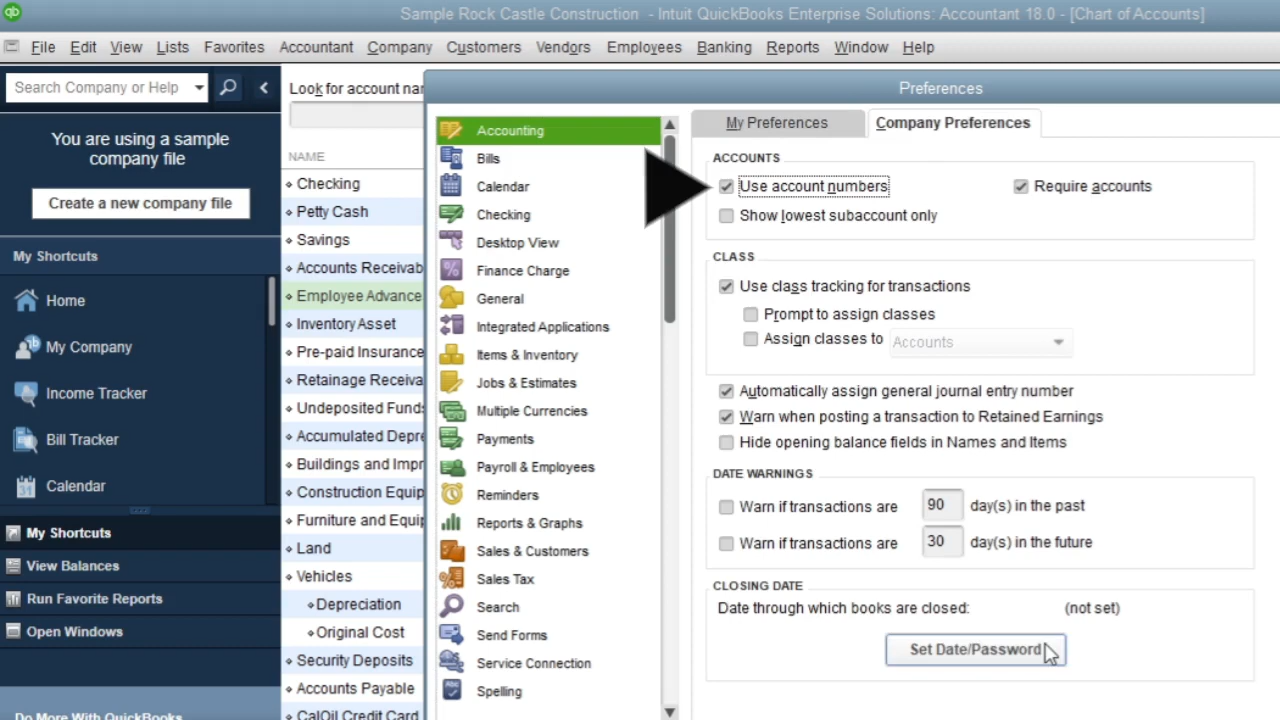 Sample Rock Castle Construction - Intuit QuickBooks Enterprise Solutions: Accountant 18.0 - [Chart of Accounts]
File Edit View Lists Favorites Accountant Company Customers Vendors Employees Banking Reports Window Help
Search Company or Help
You are using a sample
company file
Create a new company file
My Shortcuts
Home
My Company
Income Tracker
Bill Tracker
Calendar
My Shortcuts
View Balances
Run Favorite Reports
Open Windows
Do More With QuickBooks
Look for account nar
NAME
Checking
Petty Cash
Savings
Accounts Receivab
Employee Advance
Inventory Asset
Pre-paid Insurance
Retainage Receiva
Undeposited Funds
Accumulated Depre
Buildings and Impr
Construction Equip
Furniture and Equip
Land
Vehicles
Depreciation
Original Cost
Security Deposits
Accounts Payable
CalOil Credit Card
Preferences
Accounting
Bills
Calendar
Checking
Desktop View
Finance Charge
General
Integrated Applications
Items & Inventory
Jobs & Estimates
Multiple Currencies
Payments
Payroll & Employees
Reminders
Reports & Graphs
Sales & Customers
Sales Tax
Search
Send Forms
Service Connection
Spelling
My Preferences Company Preferences
ACCOUNTS
Use account numbers Require accounts
Show lowest subaccount only
CLASS
Use class tracking for transactions
Prompt to assign classes
Assign classes to Accounts
Automatically assign general journal entry number
Warn when posting a transaction to Retained Earnings
Hide opening balance fields in Names and Items
DATE WARNINGS
Warn if transactions are 90 day(s) in the past
Warn if transactions are 30 day(s) in the future
CLOSING DATE
Date through which books are closed: (not set)
Set Date/Password